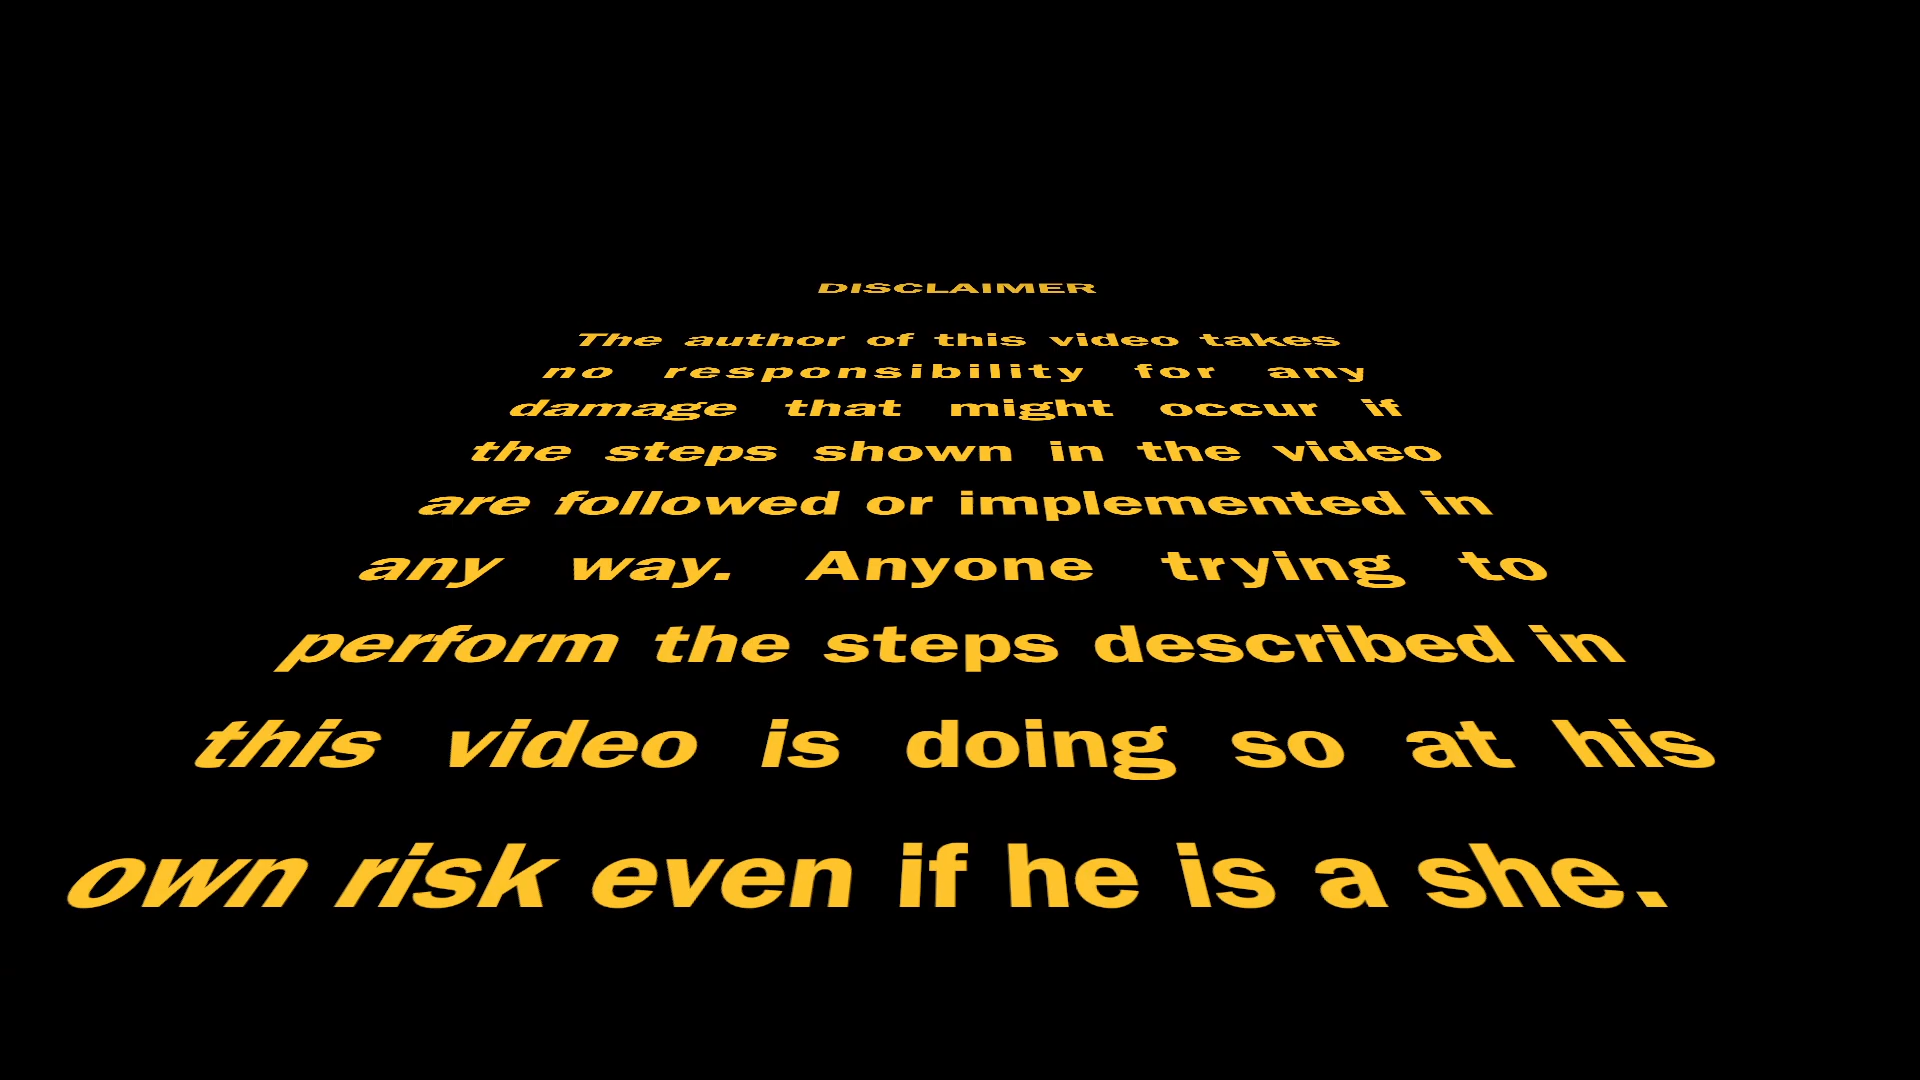 DISCLAIMER
The author of this video takes
no responsibility for any
damage that might occur if
the steps shown in the video
are followed or implemented in
any way. Anyone trying to
perform the steps described in
this video is doing so at his
own risk even if he is a she.